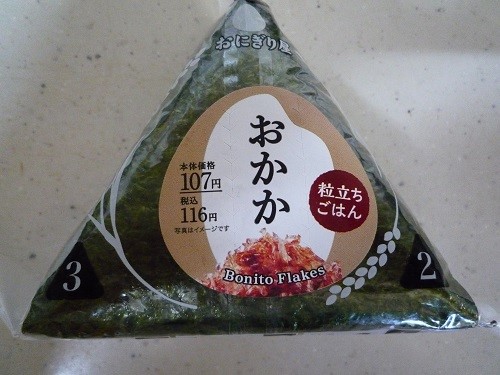 おにぎり屋
おかか
本体価格
107円
税込
116円
写真はイメージです
粒立ち
ごはん
Bonito Flakes
3
2